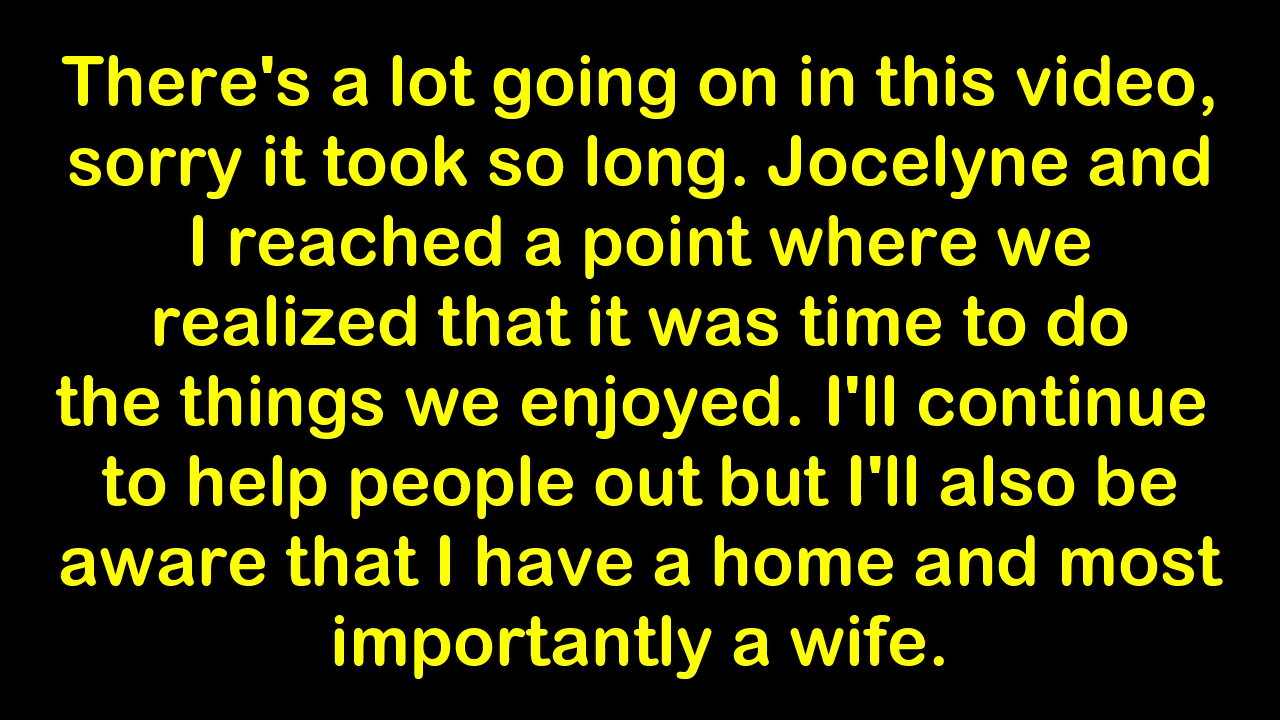 There's a lot going on in this video,
sorry it took so long. Jocelyne and
I reached a point where we
realized that it was time to do
the things we enjoyed. I'll continue
to help people out but I'll also be
aware that I have a home and most
importantly a wife.